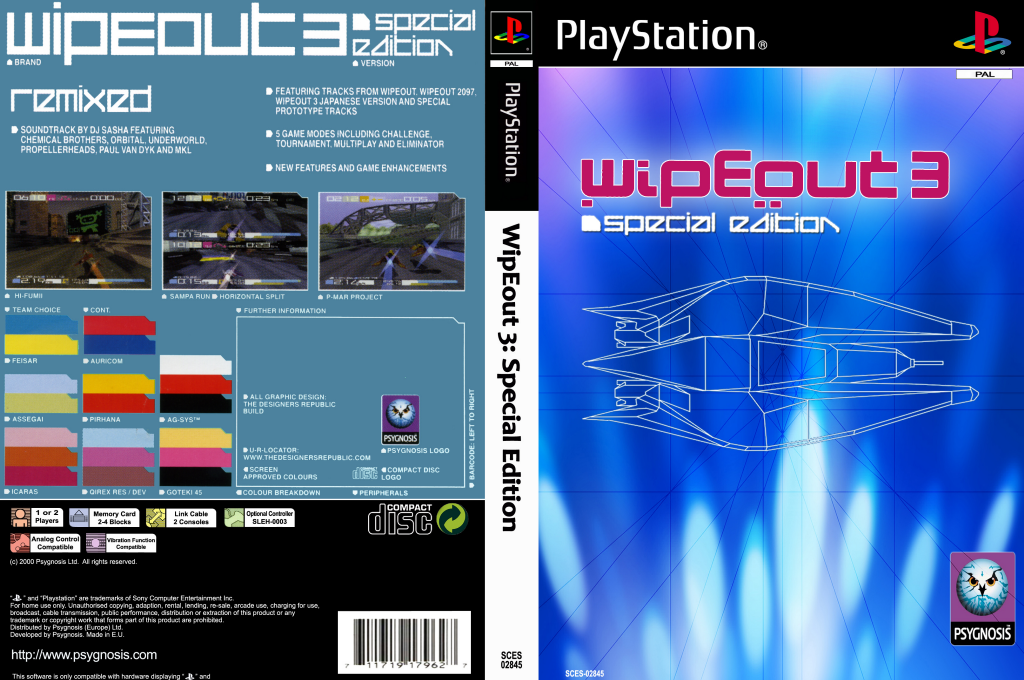 wipEout 3 special
edition
BRAND
VERSION
remixed
SOUNDTRACK BY DJ SASHA FEATURING
CHEMICAL BROTHERS, ORBITAL, UNDERWORLD,
PROPELLERHEADS, PAUL VAN DYK AND MKL
FEATURING TRACKS FROM WIPEOUT, WIPEOUT 2097,
WIPEOUT 3 JAPANESE VERSION AND SPECIAL
PROTOTYPE TRACKS
5 GAME MODES INCLUDING CHALLENGE,
TOURNAMENT, MULTIPLAY AND ELIMINATOR
NEW FEATURES AND GAME ENHANCEMENTS
HI-FUMII
SAMPA RUN HORIZONTAL SPLIT
P-MAR PROJECT
TEAM CHOICE
CONT.
FURTHER INFORMATION
FEISAR
AURICOM
ASSEGAI
PIRHANA
AG-SYS™
ICARAS
QIREX RES / DEV
GOTEKI 45
ALL GRAPHIC DESIGN:
THE DESIGNERS REPUBLIC
BUILD
PSYGNOSIS
U-R-LOCATOR:
WWW.THEDESIGNERSREPUBLIC.COM
PSYGNOSIS LOGO
SCREEN
APPROVED COLOURS
COMPACT DISC
LOGO
BARCODE: LEFT TO RIGHT
COLOUR BREAKDOWN
PERIPHERALS
1 or 2
Players
Memory Card
2-4 Blocks
Link Cable
2 Consoles
Optional Controller
SLEH-0003
Analog Control
Compatible
Vibration Function
Compatible
COMPACT
disc
(c) 2000 Psygnosis Ltd. All rights reserved.
" " and "Playstation" are trademarks of Sony Computer Entertainment Inc.
For home use only. Unauthorised copying, adaption, rental, lending, re-sale, arcade use, charging for use,
broadcast, cable transmission, public performance, distribution or extraction of this product or any
trademark or copyright work that forms part of this product are prohibited.
Distributed by Psygnosis (Europe) Ltd.
Developed by Psygnosis. Made in E.U.
http://www.psygnosis.com
This software is only compatible with hardware displaying " " and
7 11719 17962 7
PAL
PlayStation®
WipEout 3: Special Edition
SCES
02845
PlayStation®
PAL
wipEout 3
special edition
PSYGNOSIS
SCES-02845